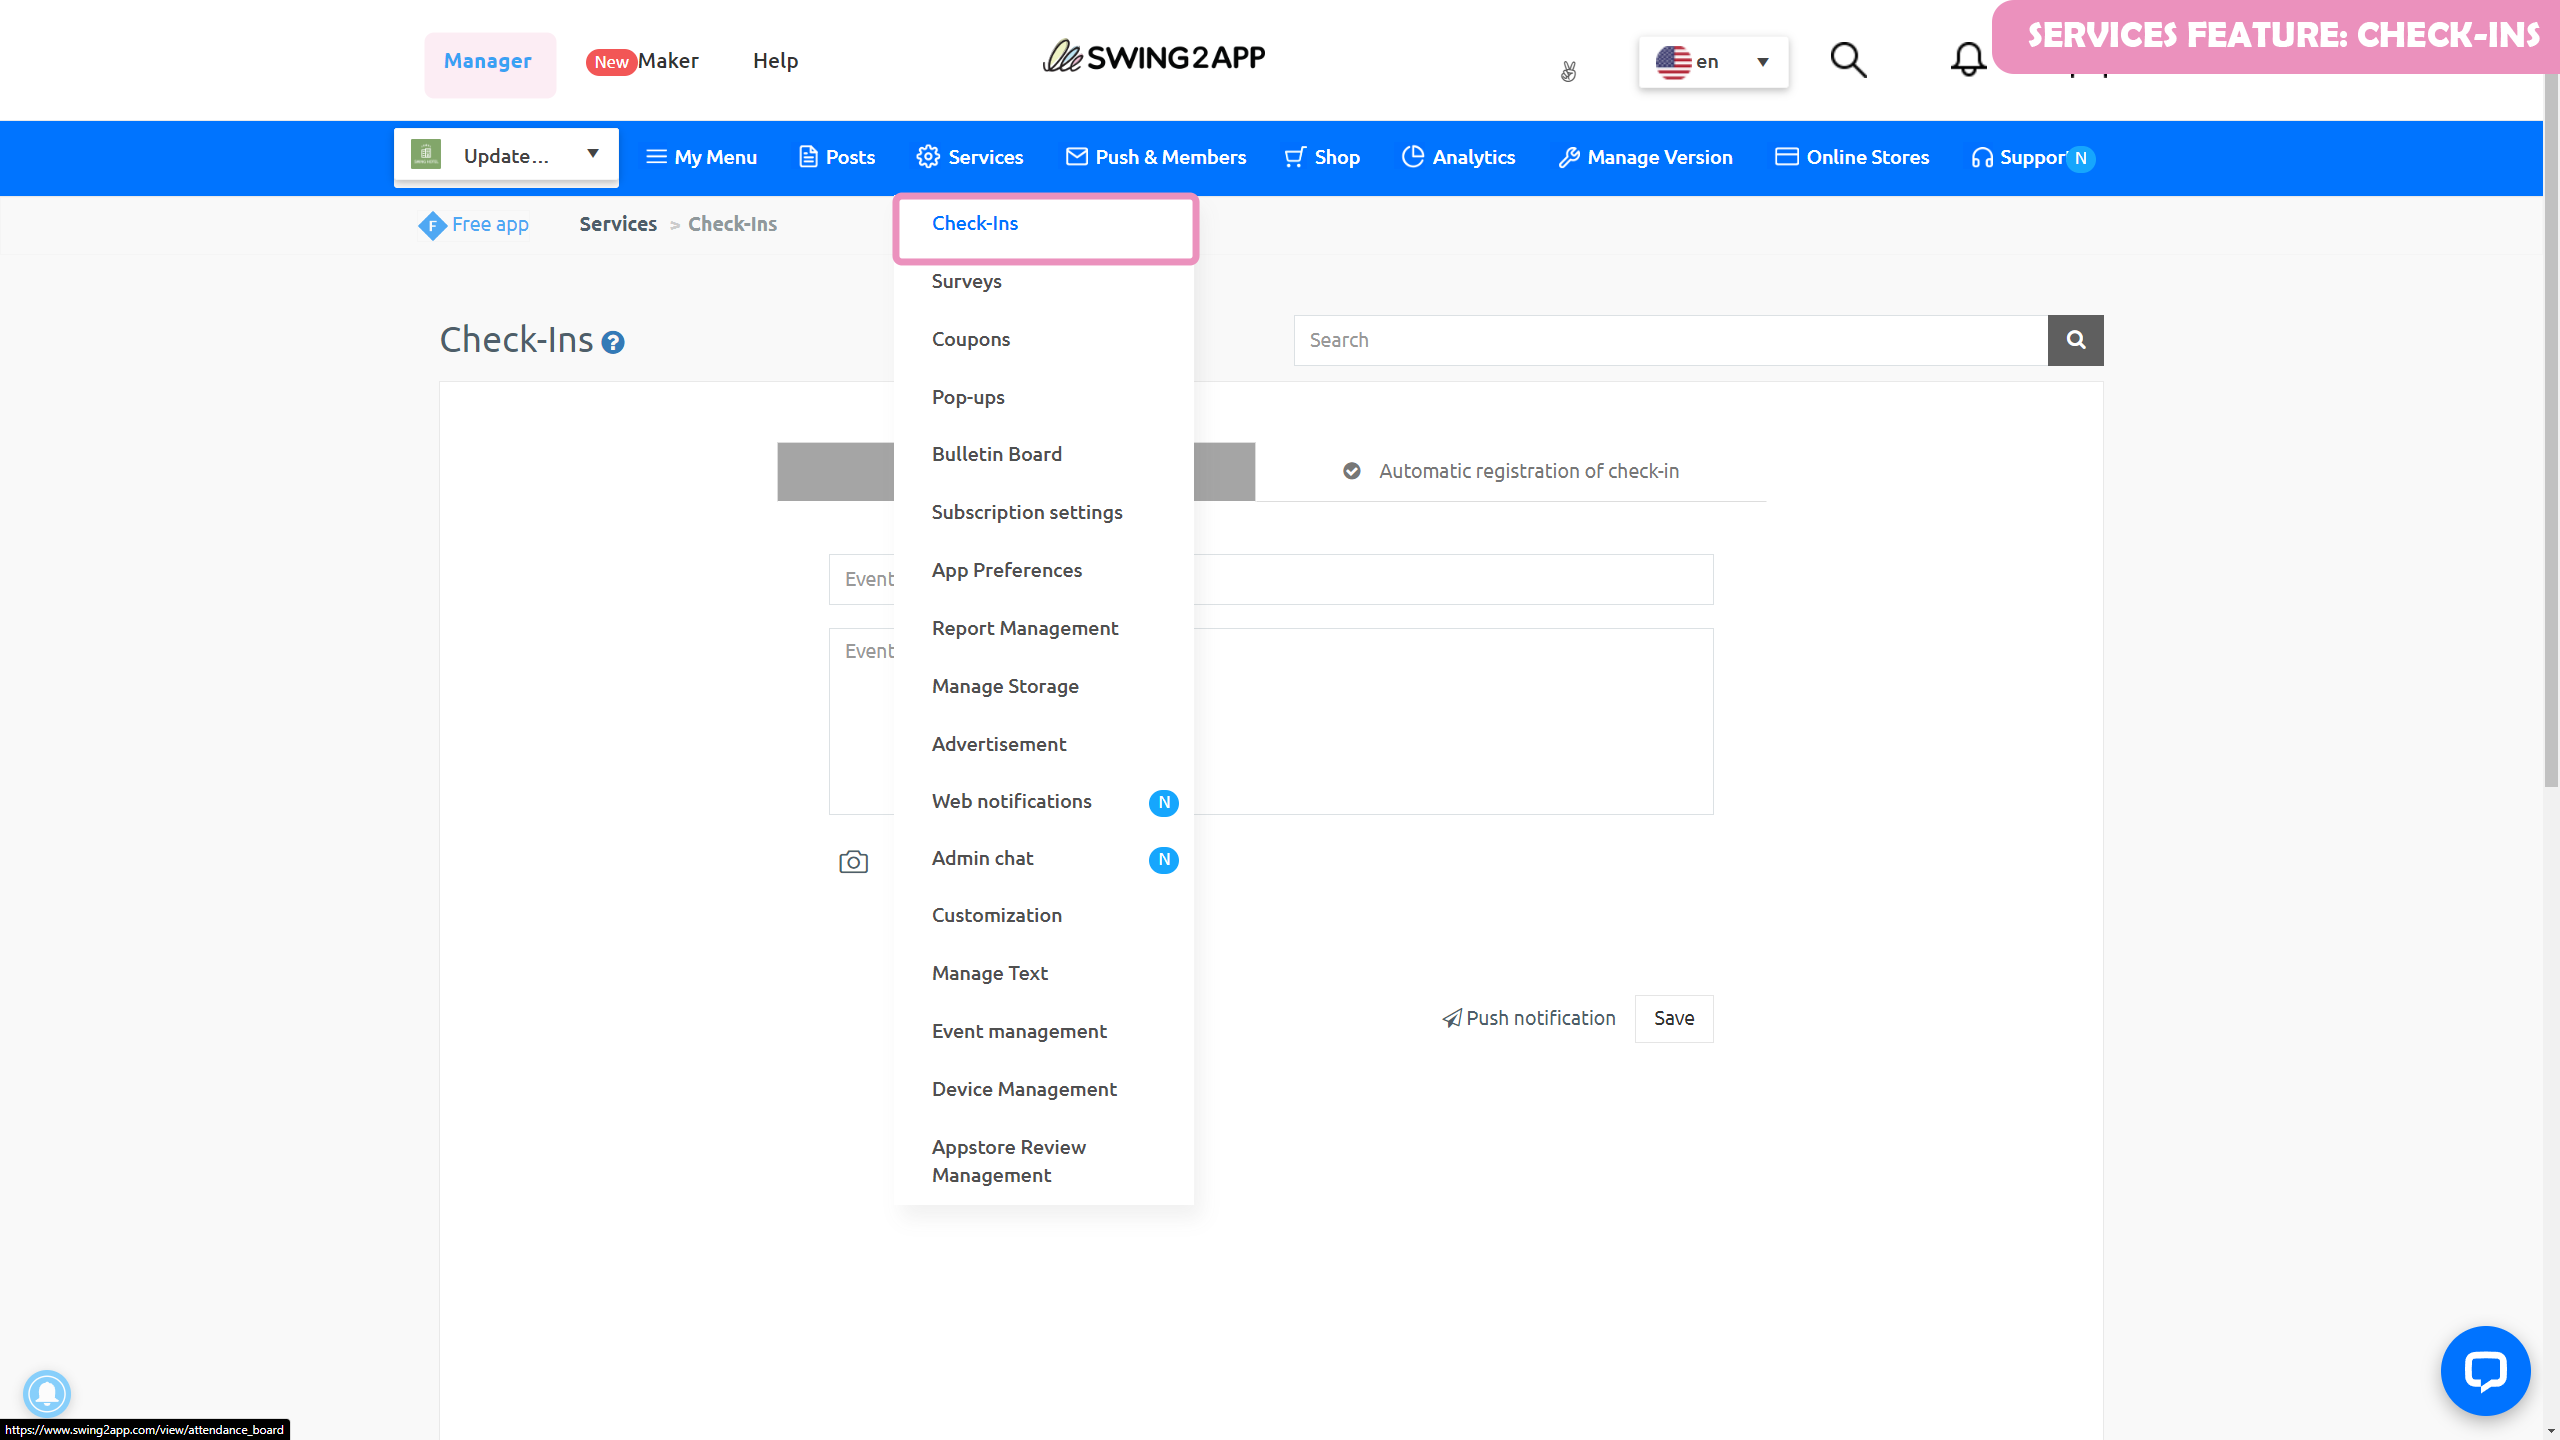 SERVICES FEATURE: CHECK-INS
Manager
New Maker
Help
SWING2APP
en
Update...
My Menu
Posts
Services
Push & Members
Shop
Analytics
Manage Version
Online Stores
Support
N
F
Free app
Services > Check-Ins
Check-Ins
Surveys
Coupons
Pop-ups
Bulletin Board
Subscription settings
App Preferences
Report Management
Manage Storage
Advertisement
Web notifications N
Admin chat N
Customization
Manage Text
Event management
Device Management
Appstore Review
Management
Check-Ins ?
Search
Automatic registration of check-in
Event
Event
Push notification
Save
https://www.swing2app.com/view/attendance_board